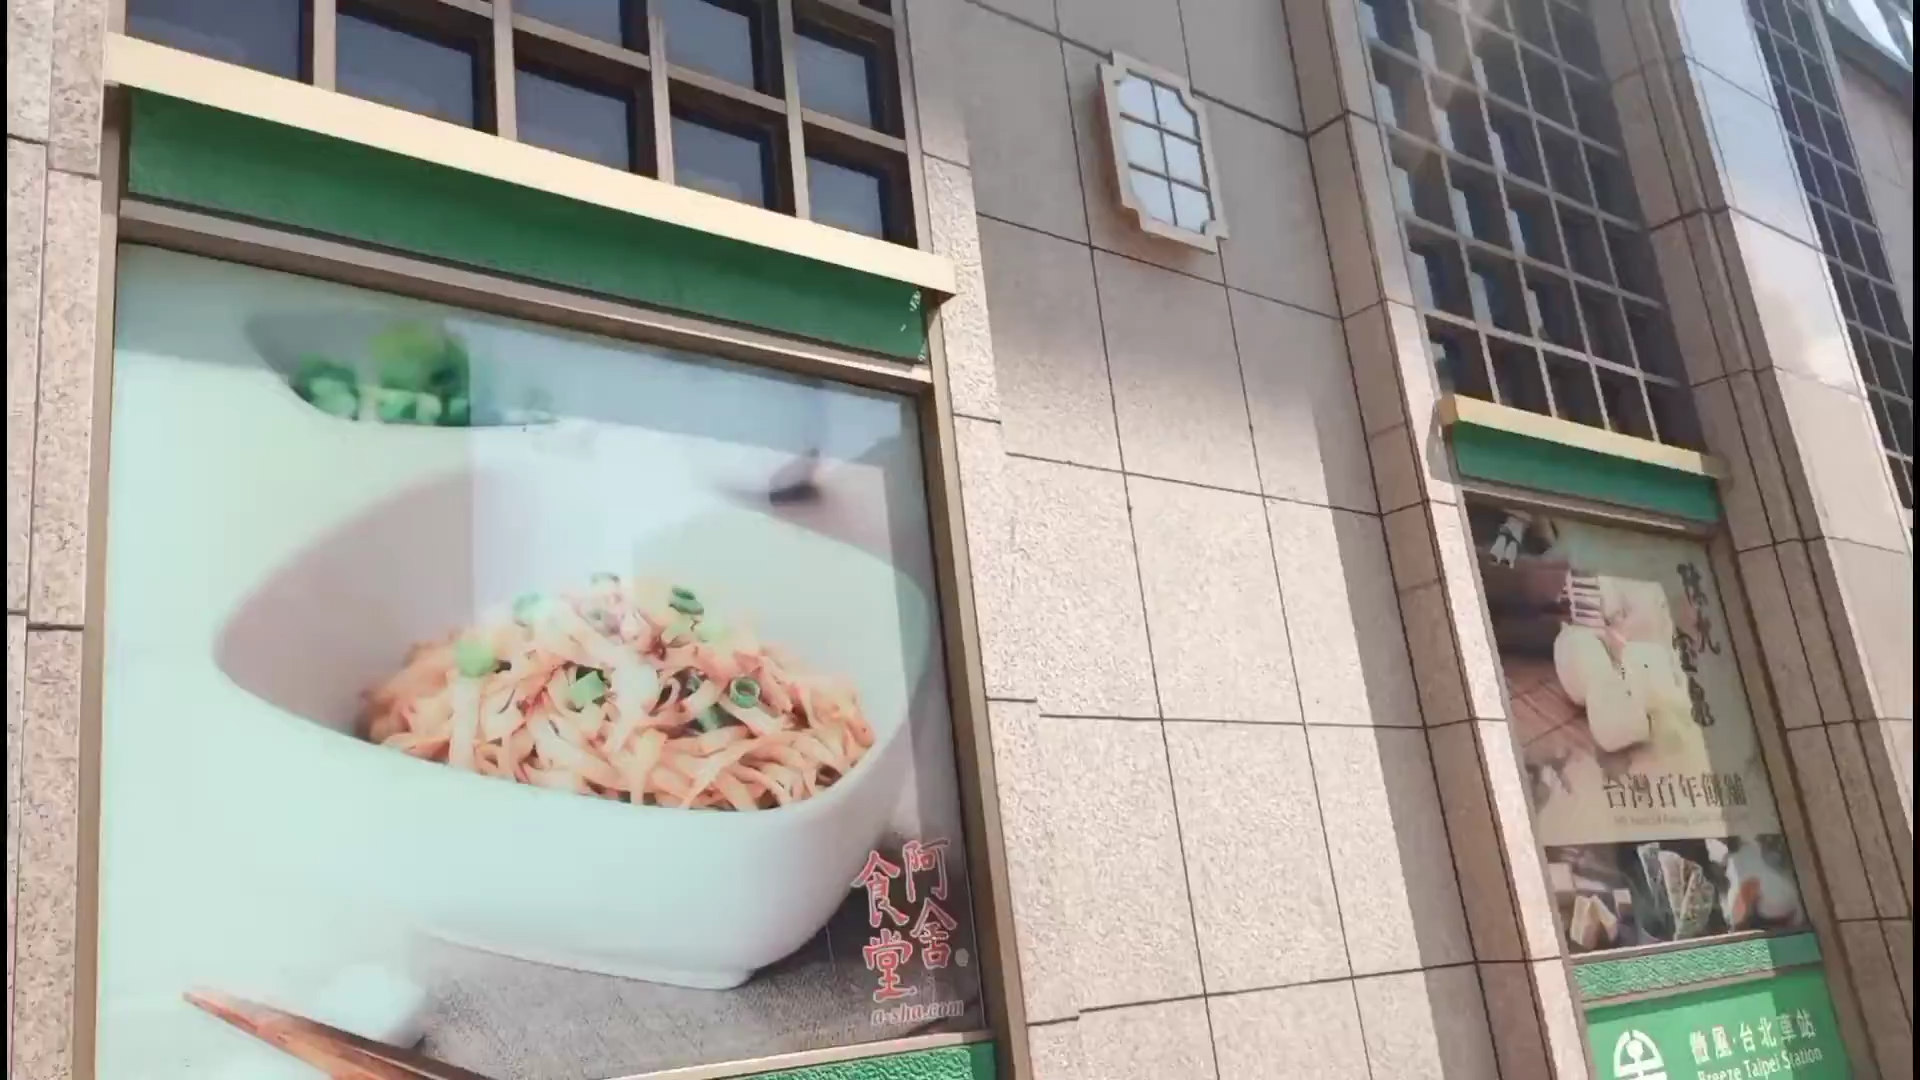 阿舍
食堂
a-sha.com
陳允
宝泉
台灣百年餅舖
微風·台北車站
Breeze Taipei Station